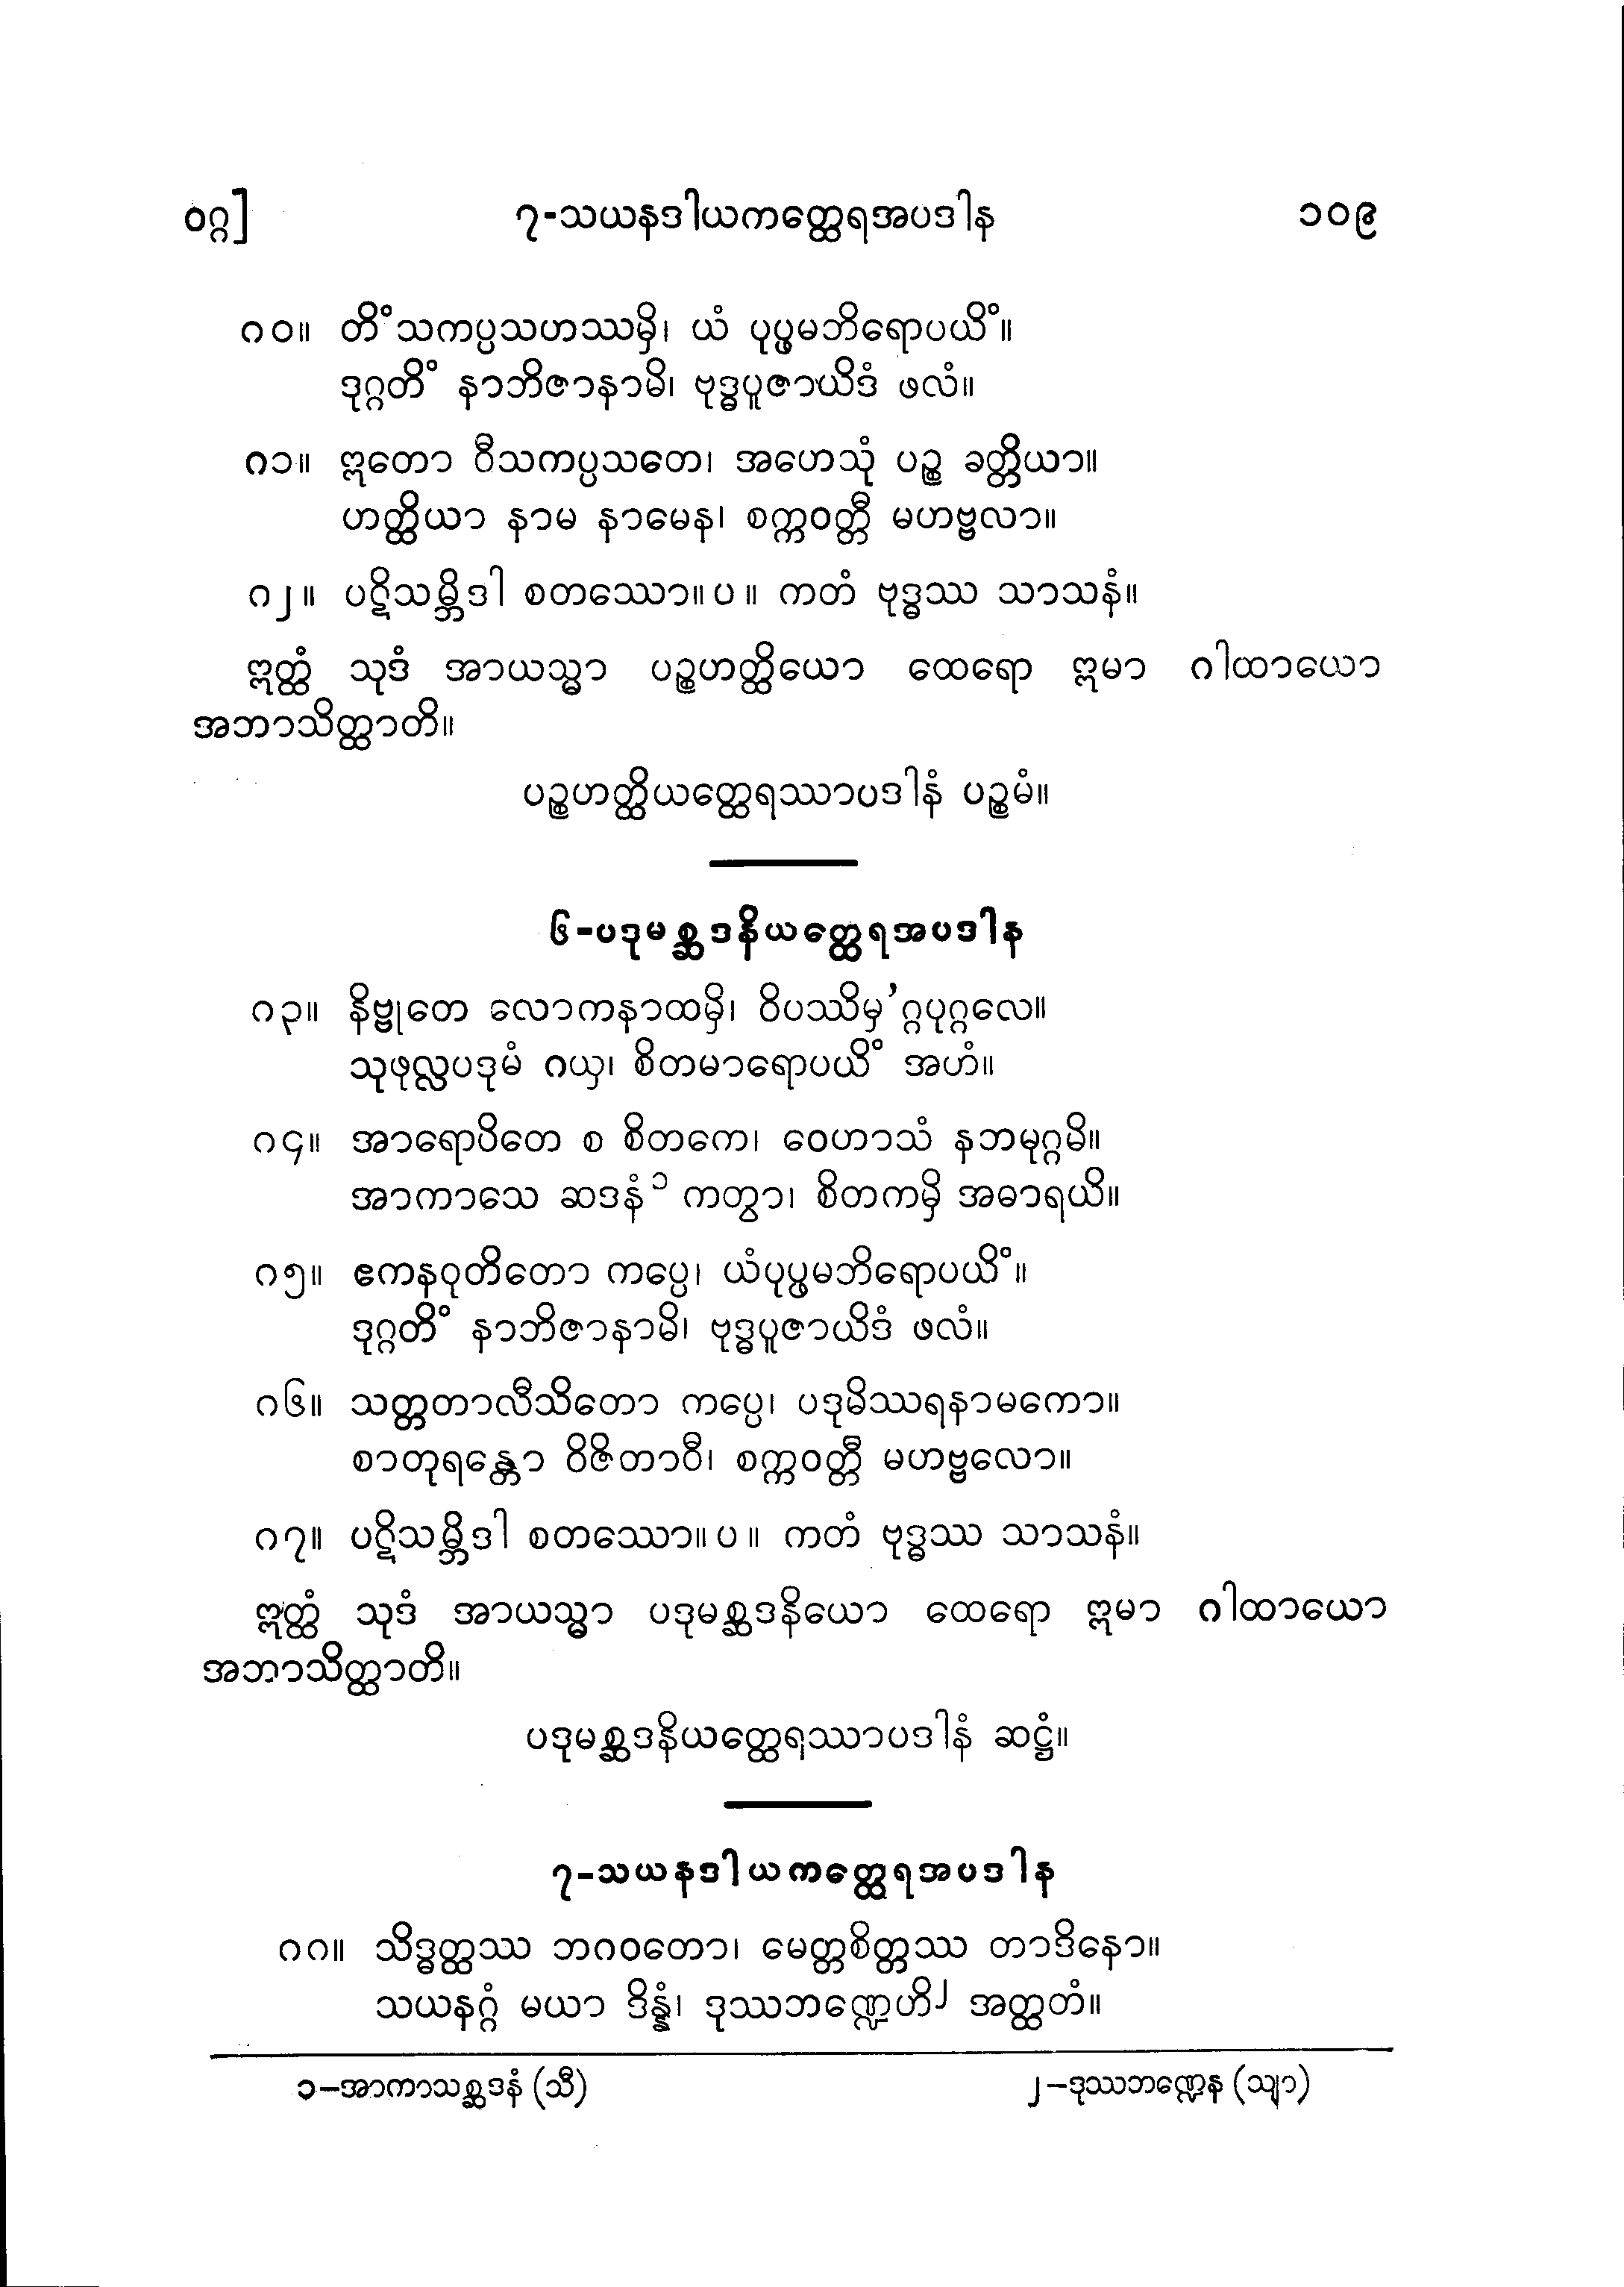 ဝဂ္ဂ] ၇-သယနဒါယကတ္ထေရအပဒါန ၁၀၉
၈၀။ တိံသကပ္ပသဟဿမှိ၊ ယံ ပုပ္ဖမဘိရောပယိံ။
ဒုဂ္ဂတိံ နာဘိဇာနာမိ၊ ဗုဒ္ဓပူဇာယိဒံ ဖလံ။
၈၁။ ဣတော ဝီသကပ္ပသတေ၊ အဟေသုံ ပဉ္စ ခတ္တိယာ။
ဟတ္ထိယာ နာမ နာမေန၊ စက္ကဝတ္တီ မဟဗ္ဗလာ။
၈၂။ ပဋိသမ္ဘိဒါ စတဿော။ပ။ ကတံ ဗုဒ္ဓဿ သာသနံ။
ဣတ္ထံ သုဒံ အာယသ္မာ ပဉ္စဟတ္ထိယော ထေရော ဣမာ ဂါထာယော
အဘာသိတ္ထာတိ။
ပဉ္စဟတ္ထိယတ္ထေရဿာပဒါနံ ပဉ္စမံ။
၆-ပဒုမစ္ဆဒနိယတ္ထေရအပဒါန
၈၃။ နိဗ္ဗုတေ လောကနာထမှိ၊ ဝိပဿိမှ’ဂ္ဂပုဂ္ဂလေ။
သုဖုလ္လပဒုမံ ဂယှ၊ စိတမာရောပယိံ အဟံ။
၈၄။ အာရောပိတေ စ စိတကေ၊ ဝေဟာသံ နဘမုဂ္ဂမိ။
အာကာသေ ဆဒနံ ၁ ကတွာ၊ စိတကမှိ အဓာရယိ။
၈၅။ ဧကနဝုတိတော ကပ္ပေ၊ ယံပုပ္ဖမဘိရောပယိံ။
ဒုဂ္ဂတိံ နာဘိဇာနာမိ၊ ဗုဒ္ဓပူဇာယိဒံ ဖလံ။
၈၆။ သတ္တတာလီသိတော ကပ္ပေ၊ ပဒုမိဿရနာမကော။
စာတုရန္တော ဝိဇိတာဝီ၊ စက္ကဝတ္တီ မဟဗ္ဗလော။
၈၇။ ပဋိသမ္ဘိဒါ စတဿော။ပ။ ကတံ ဗုဒ္ဓဿ သာသနံ။
ဣတ္ထံ သုဒံ အာယသ္မာ ပဒုမစ္ဆဒနိယော ထေရော ဣမာ ဂါထာယော
အဘာသိတ္ထာတိ။
ပဒုမစ္ဆဒနိယတ္ထေရဿာပဒါနံ ဆဋ္ဌံ။
၇-သယနဒါယကတ္ထေရအပဒါန
၈၈။ သိဒ္ဓတ္ထဿ ဘဂဝတော၊ မေတ္တစိတ္တဿ တာဒိနော။
သယနဂ္ဂံ မယာ ဒိန္နံ၊ ဒုဿဘဏ္ဍေဟိ ၂ အတ္ထတံ။
၁–အာကာသစ္ဆဒနံ (သီ) ၂–ဒုဿဘဏ္ဍေန (သျာ)